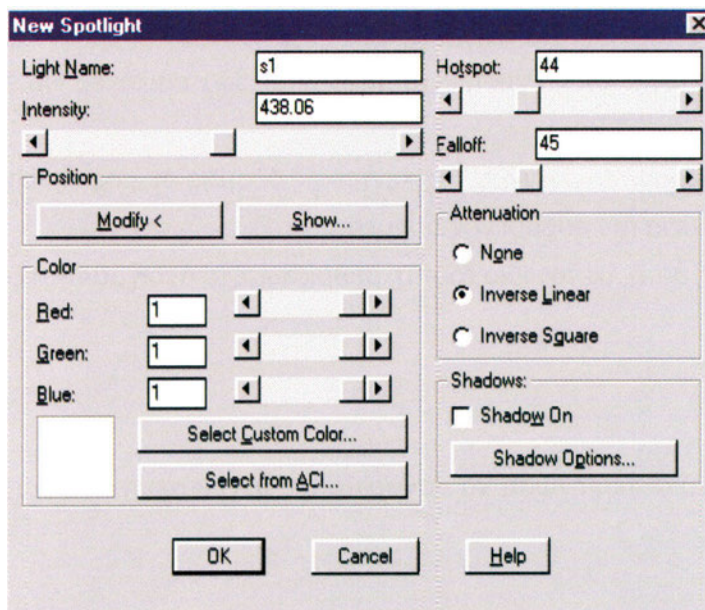 New Spotlight
Light Name: s1
Intensity: 438.06
Position
Modify < Show...
Color
Red: 1
Green: 1
Blue: 1
Select Custom Color...
Select from ACI...
Hotspot: 44
Falloff: 45
Attenuation
None
Inverse Linear
Inverse Square
Shadows:
Shadow On
Shadow Options...
OK Cancel Help